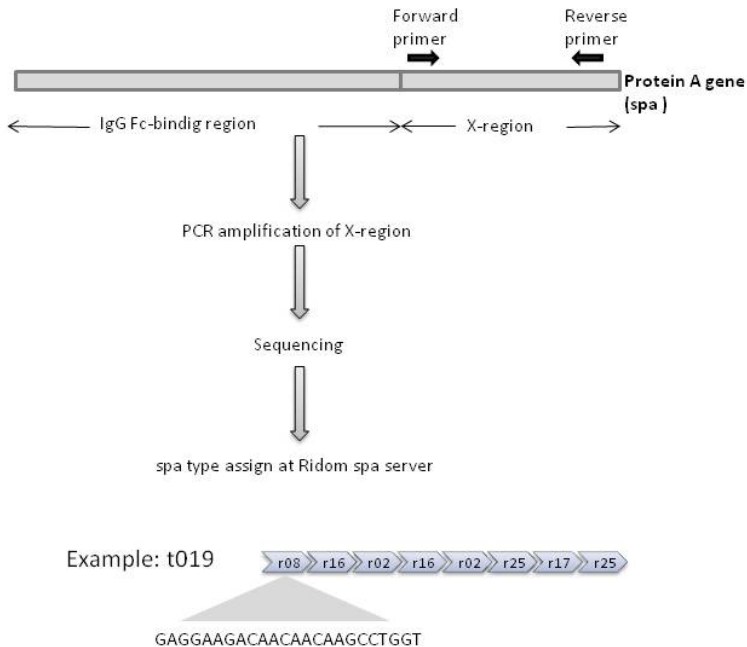 Forward primer
Reverse primer
Protein A gene (spa )
IgG Fc-bindig region
X-region
PCR amplification of X-region
Sequencing
spa type assign at Ridom spa server
Example: t019
r08 r16 r02 r16 r02 r25 r17 r25
GAGGAAGACAACAACAAGCCTGGT